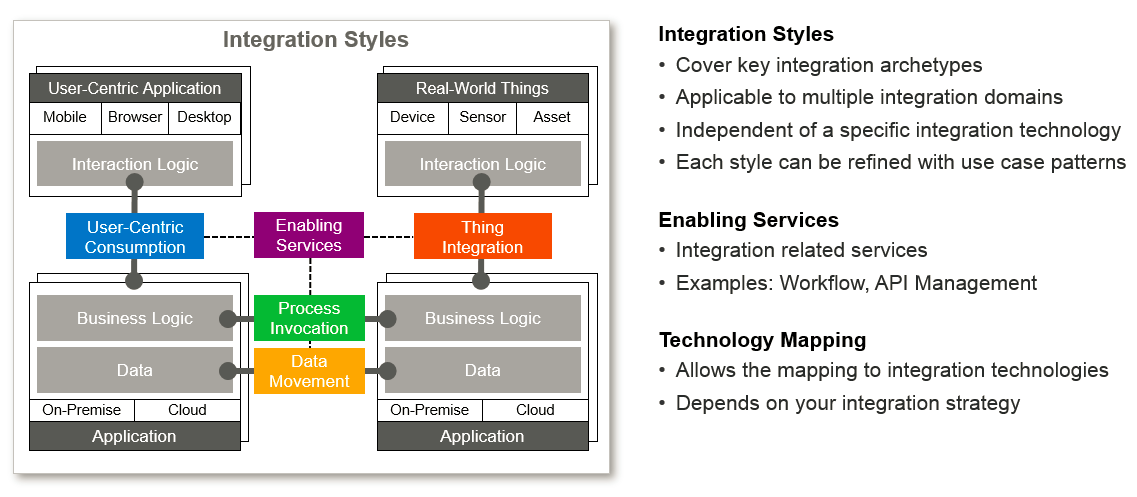 Integration Styles
User-Centric Application
Mobile
Browser
Desktop
Interaction Logic
Real-World Things
Device
Sensor
Asset
Interaction Logic
User-Centric
Consumption
Enabling
Services
Thing
Integration
Business Logic
Data
On-Premise
Cloud
Application
Process
Invocation
Data
Movement
Business Logic
Data
On-Premise
Cloud
Application
Integration Styles
• Cover key integration archetypes
• Applicable to multiple integration domains
• Independent of a specific integration technology
• Each style can be refined with use case patterns
Enabling Services
• Integration related services
• Examples: Workflow, API Management
Technology Mapping
• Allows the mapping to integration technologies
• Depends on your integration strategy